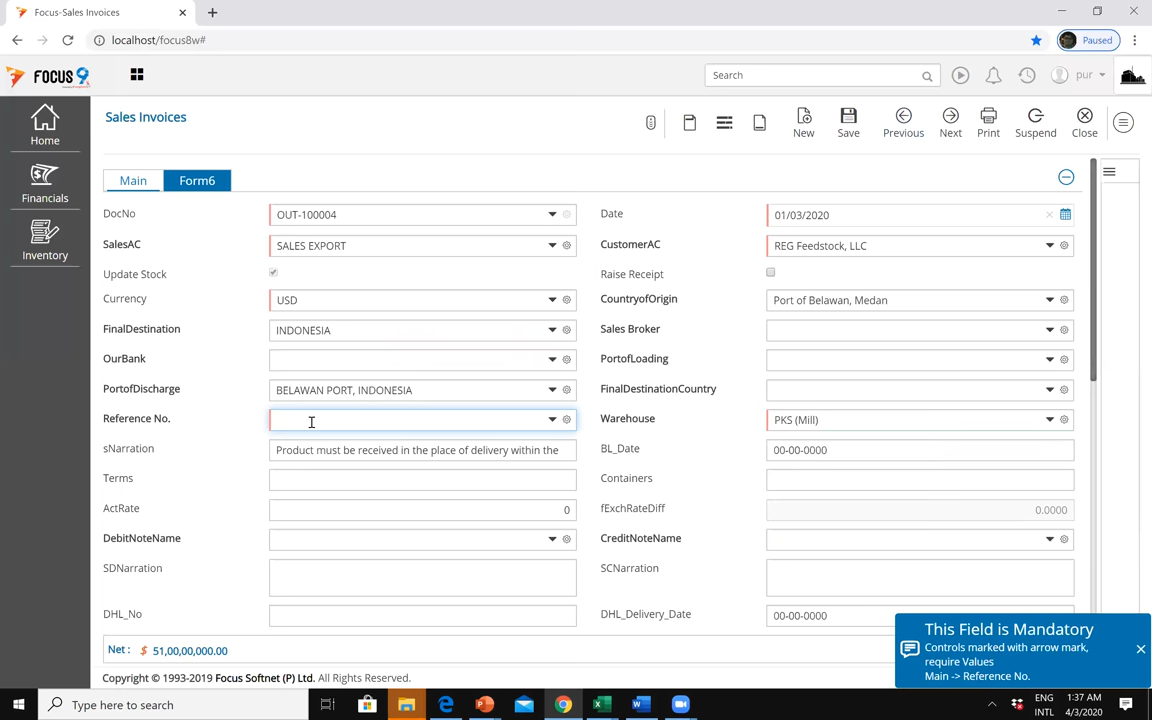 Focus-Sales Invoices
localhost/focus8w#
Paused
FOCUS 9
Search
pur
Home
Financials
Inventory
Sales Invoices
New
Save
Previous
Next
Print
Suspend
Close
Main
Form6
DocNo
OUT-100004
Date
01/03/2020
SalesAC
SALES EXPORT
CustomerAC
REG Feedstock, LLC
Update Stock
Raise Receipt
Currency
USD
CountryofOrigin
Port of Belawan, Medan
FinalDestination
INDONESIA
Sales Broker
OurBank
PortofLoading
PortofDischarge
BELAWAN PORT, INDONESIA
FinalDestinationCountry
Reference No.
Warehouse
PKS (Mill)
sNarration
Product must be received in the place of delivery within the
BL_Date
00-00-0000
Terms
Containers
ActRate
0
fExchRateDiff
0.0000
DebitNoteName
CreditNoteName
SDNarration
SCNarration
DHL_No
DHL_Delivery_Date
00-00-0000
Net : $ 51,00,00,000.00
This Field is Mandatory
Controls marked with arrow mark,
require Values
Main -> Reference No.
Copyright © 1993-2019 Focus Softnet (P) Ltd. All Rights Reserved.
Type here to search
ENG
INTL
1:37 AM
4/3/2020